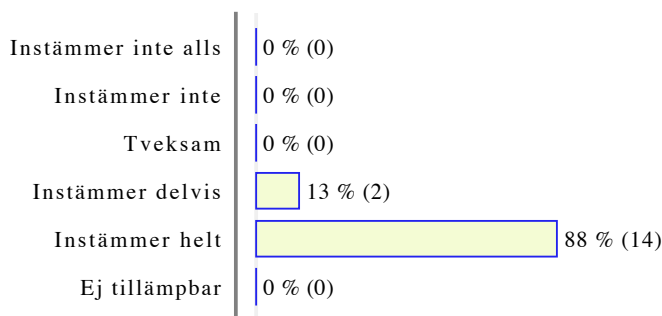 Instämmer inte alls 0 % (0)
Instämmer inte 0 % (0)
Tveksam 0 % (0)
Instämmer delvis 13 % (2)
Instämmer helt 88 % (14)
Ej tillämpbar 0 % (0)